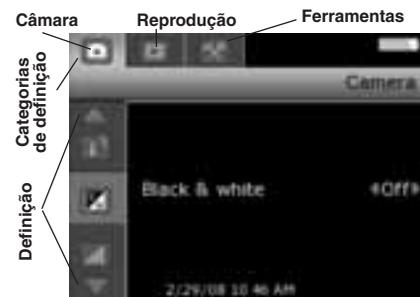 Câmara
Reprodução
Ferramentas
Categorias
de definição
Camera
Definição
Black & white
Off
2/29/08 10 46 AM